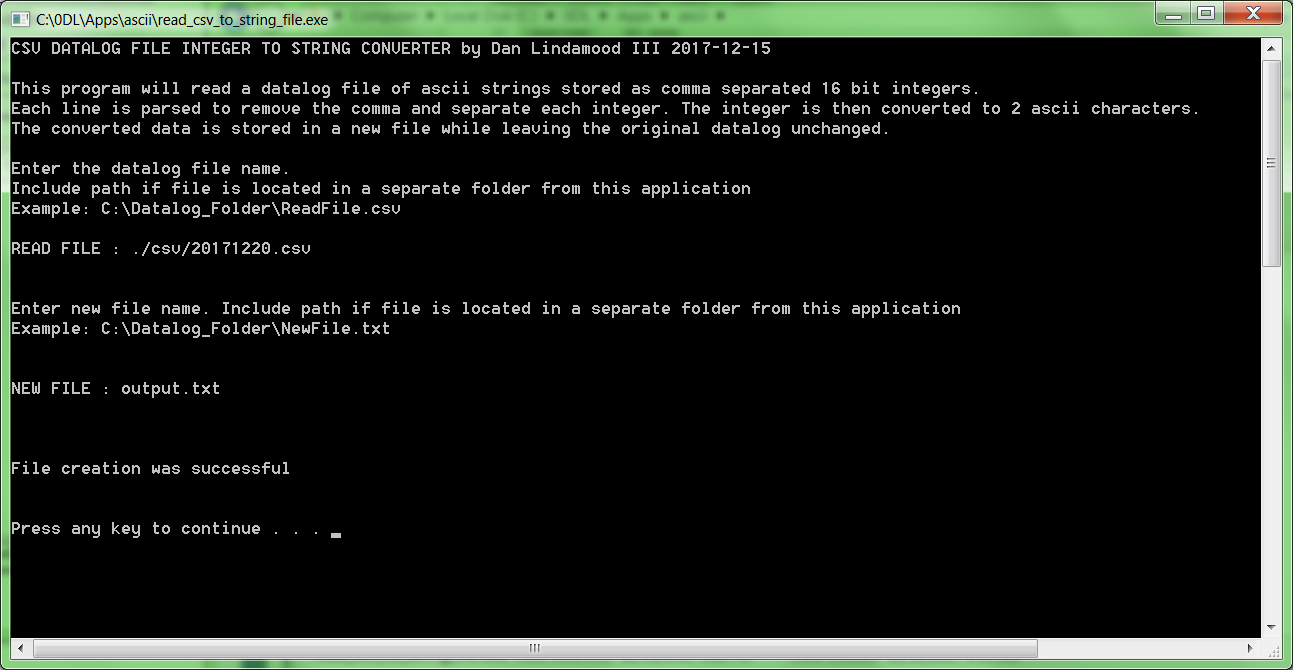 C:\0DL\Apps\ascii\read_csv_to_string_file.exe
CSV DATALOG FILE INTEGER TO STRING CONVERTER by Dan Lindamood III 2017-12-15
This program will read a datalog file of ascii strings stored as comma separated 16 bit integers.
Each line is parsed to remove the comma and separate each integer. The integer is then converted to 2 ascii characters.
The converted data is stored in a new file while leaving the original datalog unchanged.
Enter the datalog file name.
Include path if file is located in a separate folder from this application
Example: C:\Datalog_Folder\ReadFile.csv
READ FILE : ./csv/20171220.csv
Enter new file name. Include path if file is located in a separate folder from this application
Example: C:\Datalog_Folder\NewFile.txt
NEW FILE : output.txt
File creation was successful
Press any key to continue . . .